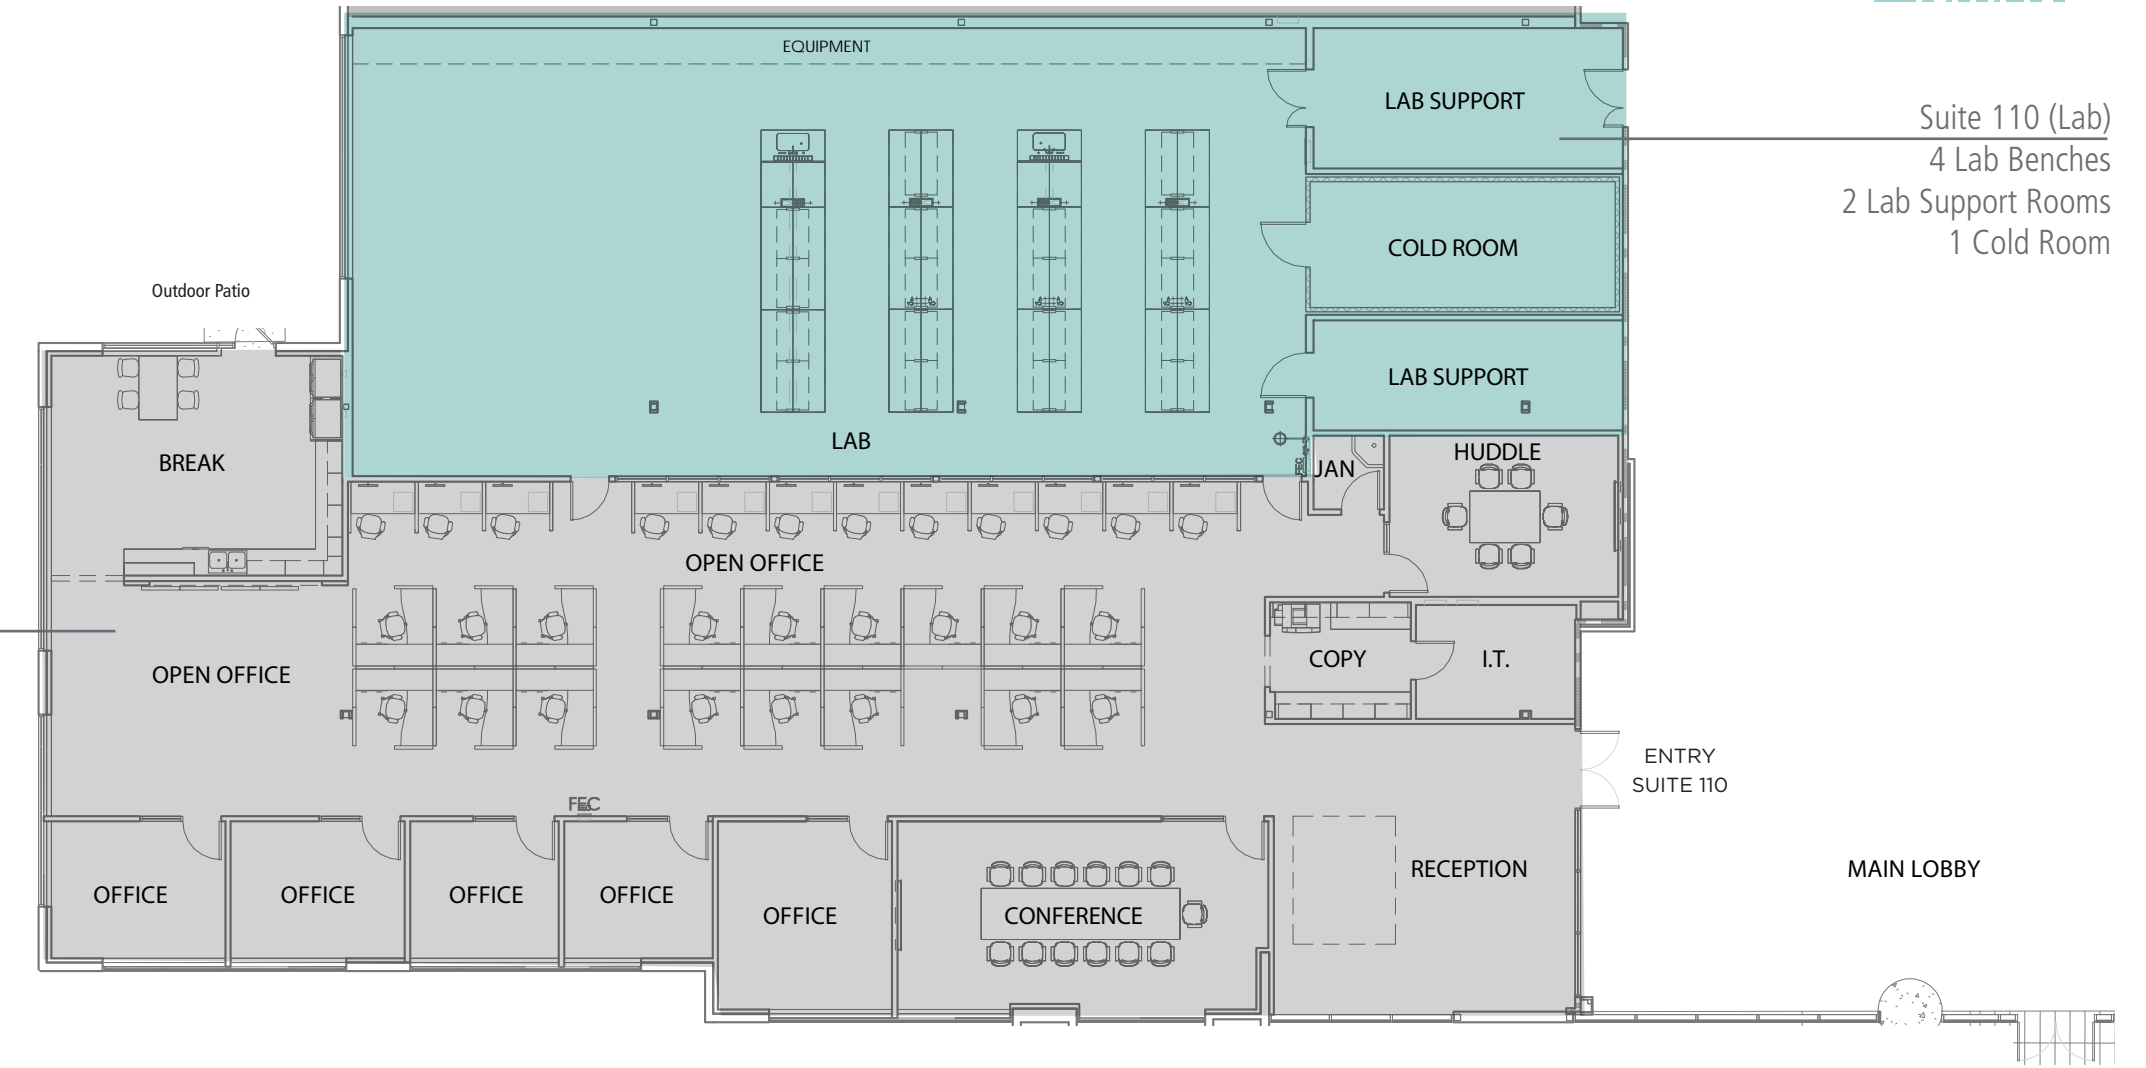 EQUIPMENT
LAB SUPPORT
Suite 110 (Lab)
4 Lab Benches
2 Lab Support Rooms
1 Cold Room
COLD ROOM
Outdoor Patio
LAB SUPPORT
LAB
BREAK
FEC
JAN
HUDDLE
OPEN OFFICE
OPEN OFFICE
COPY
I.T.
ENTRY
SUITE 110
FEC
OFFICE
OFFICE
OFFICE
OFFICE
OFFICE
CONFERENCE
RECEPTION
MAIN LOBBY